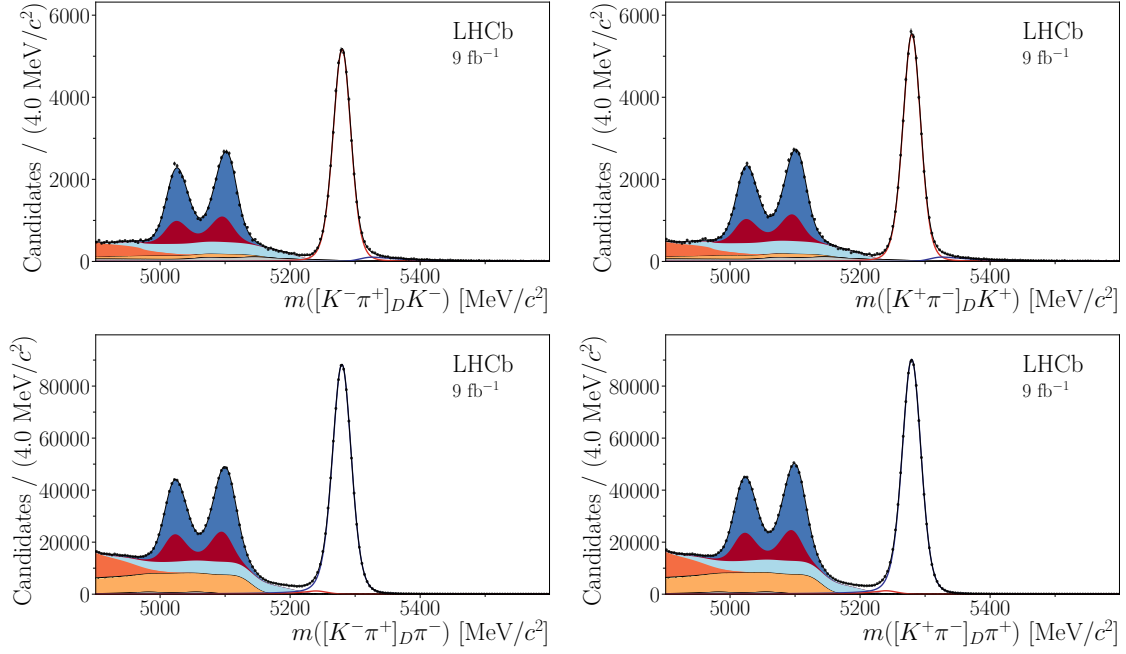 Candidates / (4.0 MeV/c²)
6000
4000
2000
0
5000
5200
5400
LHCb
9 fb⁻¹
m([K⁻π⁺]_D K⁻) [MeV/c²]
Candidates / (4.0 MeV/c²)
6000
4000
2000
0
5000
5200
5400
LHCb
9 fb⁻¹
m([K⁺π⁻]_D K⁺) [MeV/c²]
Candidates / (4.0 MeV/c²)
80000
60000
40000
20000
0
5000
5200
5400
LHCb
9 fb⁻¹
m([K⁻π⁺]_D π⁻) [MeV/c²]
Candidates / (4.0 MeV/c²)
80000
60000
40000
20000
0
5000
5200
5400
LHCb
9 fb⁻¹
m([K⁺π⁻]_D π⁺) [MeV/c²]